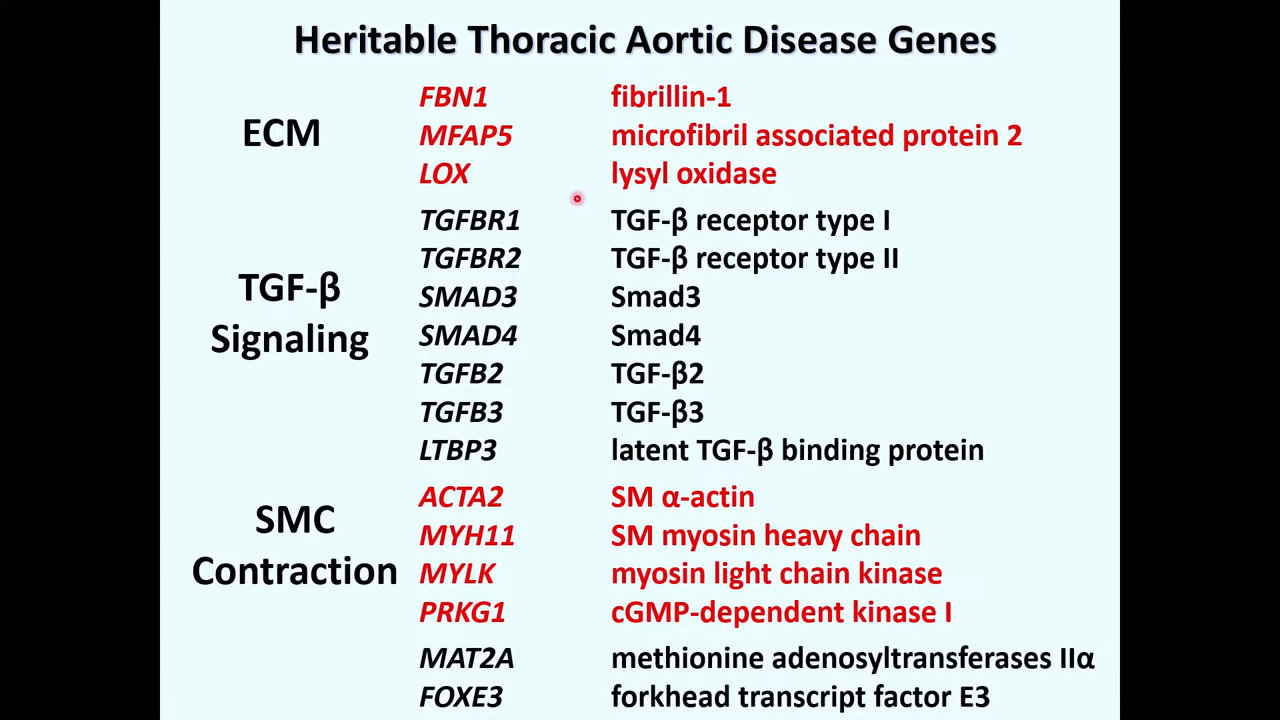 Heritable Thoracic Aortic Disease Genes
ECM
FBN1 fibrillin-1
MFAP5 microfibril associated protein 2
LOX lysyl oxidase
TGF-β
Signaling
TGFBR1 TGF-β receptor type I
TGFBR2 TGF-β receptor type II
SMAD3 Smad3
SMAD4 Smad4
TGFB2 TGF-β2
TGFB3 TGF-β3
LTBP3 latent TGF-β binding protein
SMC
Contraction
ACTA2 SM α-actin
MYH11 SM myosin heavy chain
MYLK myosin light chain kinase
PRKG1 cGMP-dependent kinase I
MAT2A methionine adenosyltransferases IIα
FOXE3 forkhead transcript factor E3